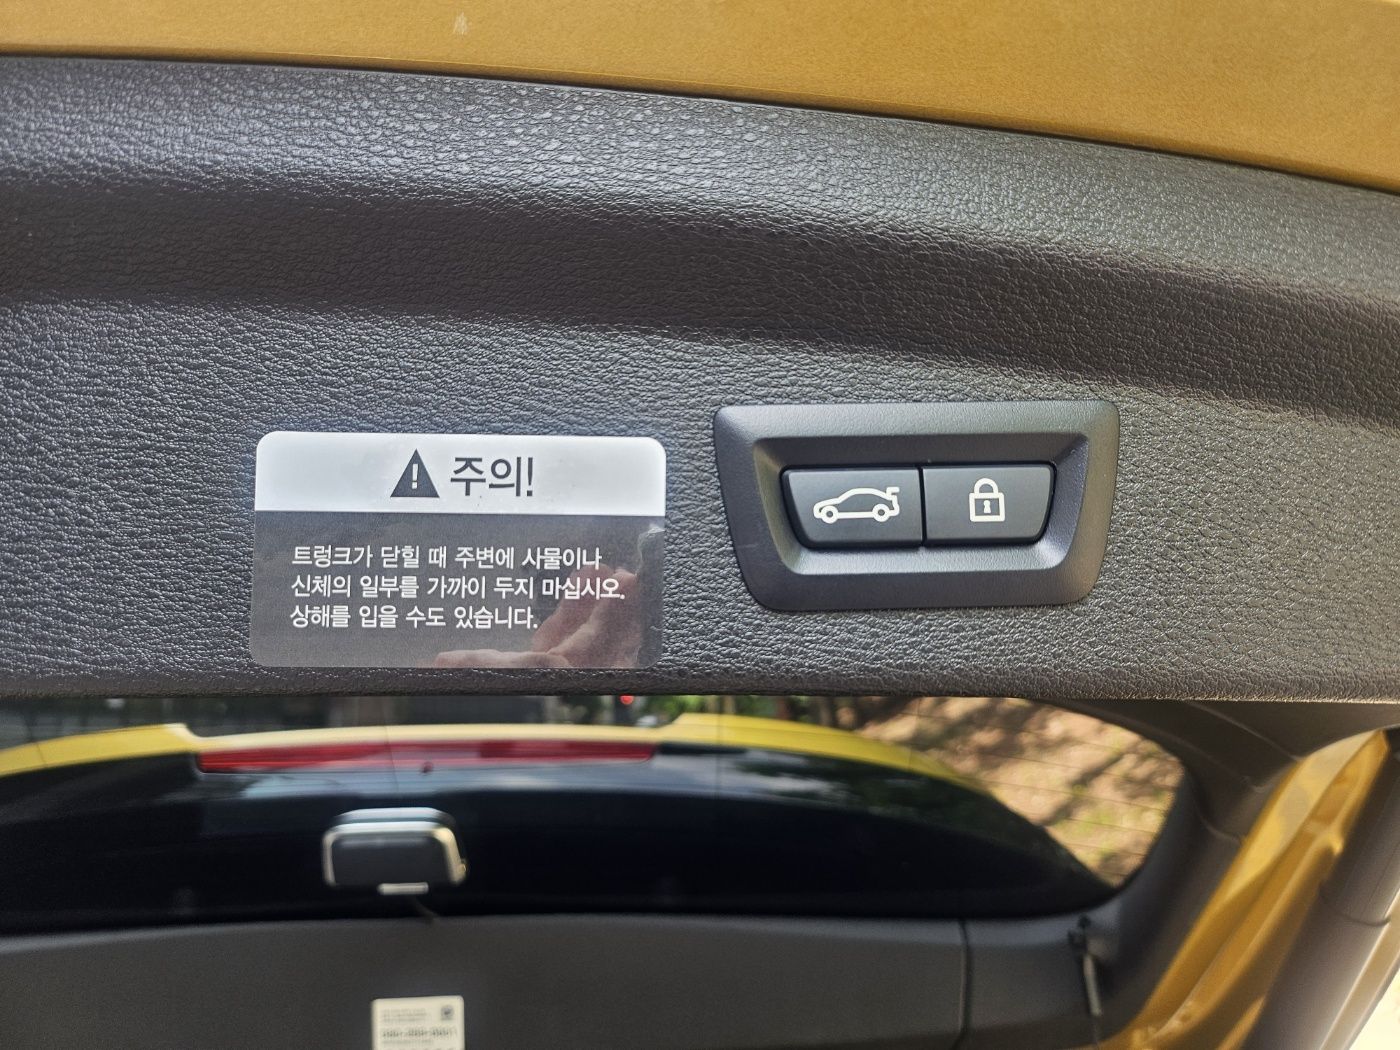 주의!
트렁크가 닫힐 때 주변에 사물이나
신체의 일부를 가까이 두지 마십시오.
상해를 입을 수도 있습니다.